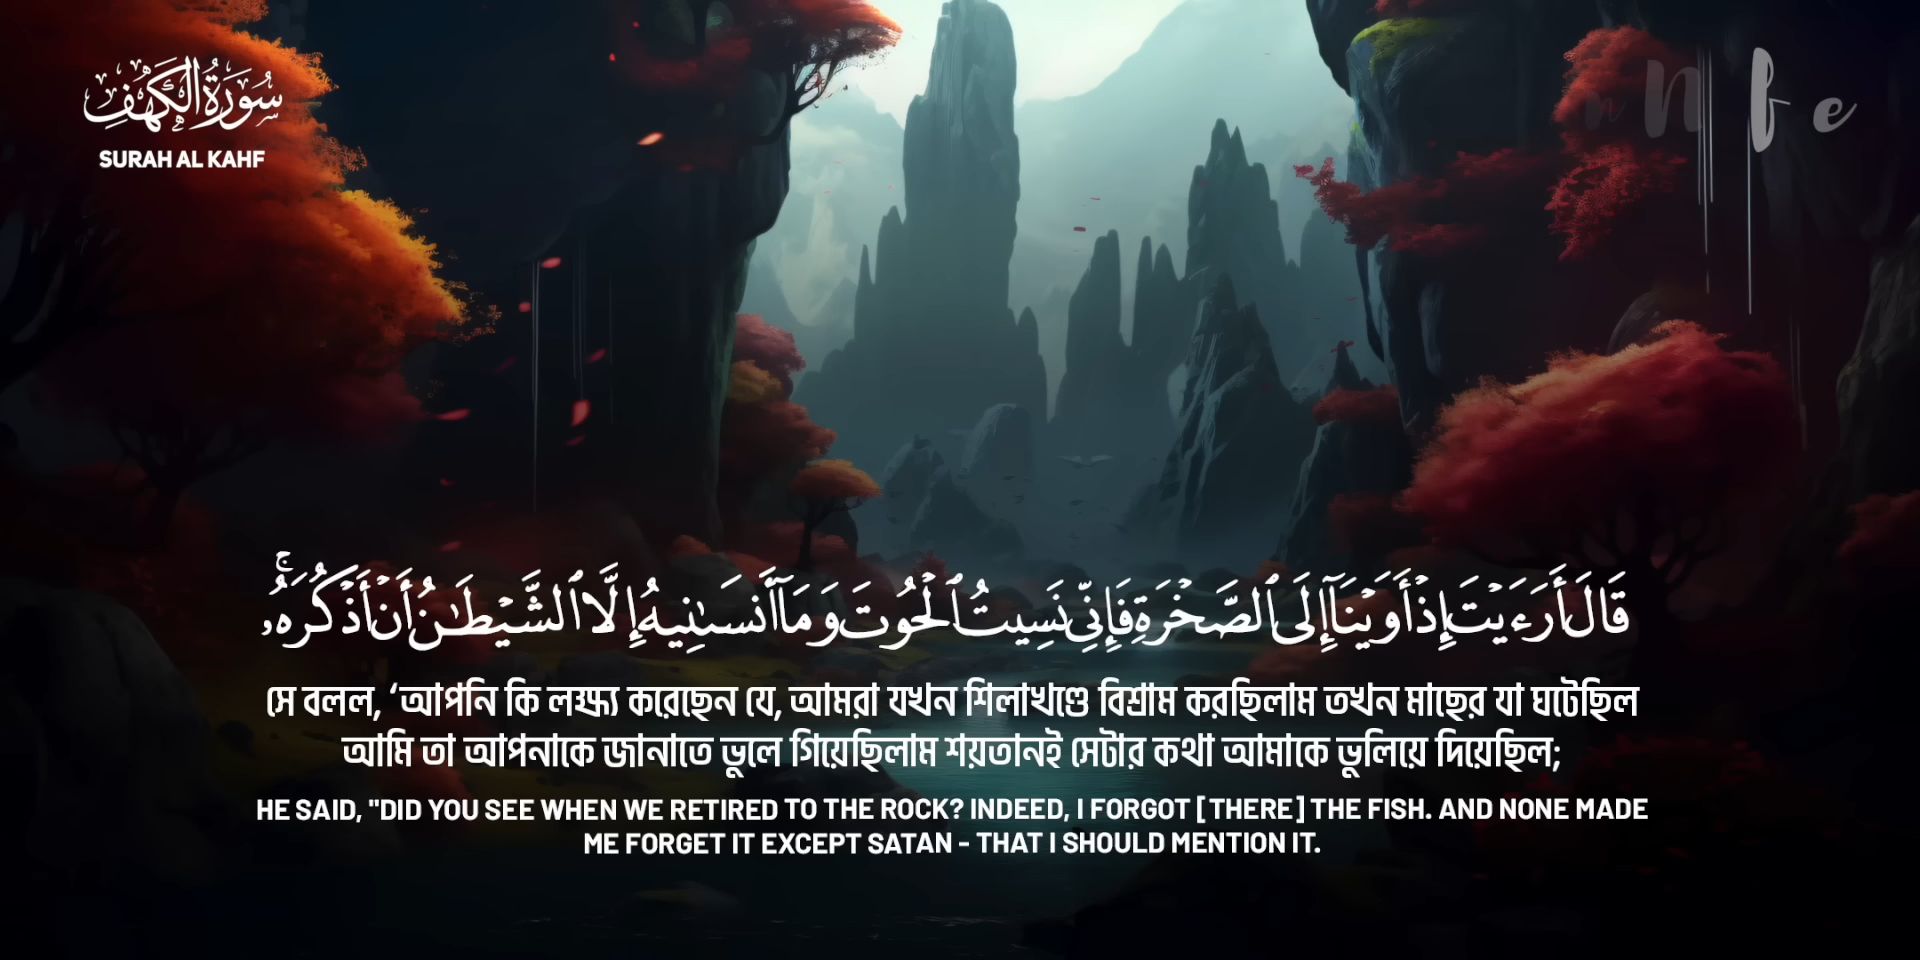 سُورَةُ الْكَهْفِ
SURAH AL KAHF
n N f e
قَالَ أَرَءَيْتَ إِذْ أَوَيْنَآ إِلَى ٱلصَّخْرَةِ فَإِنِّى نَسِيتُ ٱلْحُوتَ وَمَآ أَنسَىٰنِيهُ إِلَّا ٱلشَّيْطَـٰنُ أَنْ أَذْكُرَهُۥ ۚ
সে বলল, ‘আপনি কি লক্ষ্য করেছেন যে, আমরা যখন শিলাখণ্ডে বিশ্রাম করছিলাম তখন মাছের যা ঘটেছিল
আমি তা আপনাকে জানাতে ভুলে গিয়েছিলাম শয়তানই সেটার কথা আমাকে ভুলিয়ে দিয়েছিল;
HE SAID, "DID YOU SEE WHEN WE RETIRED TO THE ROCK? INDEED, I FORGOT [THERE] THE FISH. AND NONE MADE
ME FORGET IT EXCEPT SATAN - THAT I SHOULD MENTION IT.